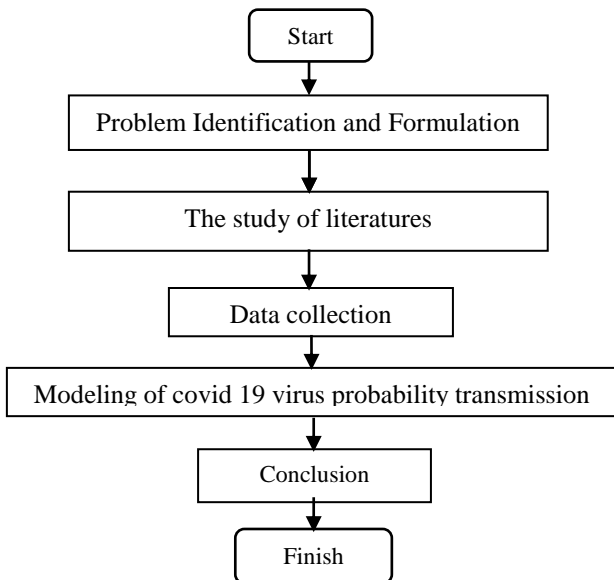 Start
Problem Identification and Formulation
The study of literatures
Data collection
Modeling of covid 19 virus probability transmission
Conclusion
Finish